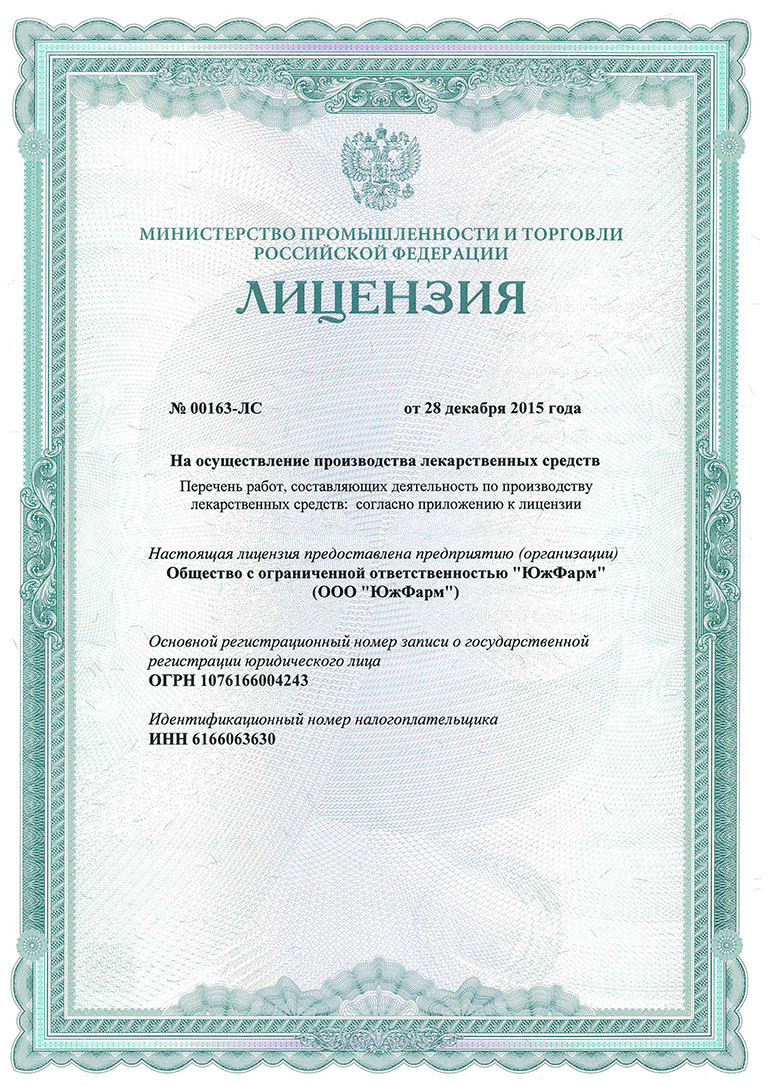 МИНИСТЕРСТВО ПРОМЫШЛЕННОСТИ И ТОРГОВЛИ
РОССИЙСКОЙ ФЕДЕРАЦИИ
ЛИЦЕНЗИЯ
№ 00163-ЛС от 28 декабря 2015 года
На осуществление производства лекарственных средств
Перечень работ, составляющих деятельность по производству
лекарственных средств: согласно приложению к лицензии
Настоящая лицензия предоставлена предприятию (организации)
Общество с ограниченной ответственностью "ЮжФарм"
(ООО "ЮжФарм")
Основной регистрационный номер записи о государственной
регистрации юридического лица
ОГРН 1076166004243
Идентификационный номер налогоплательщика
ИНН 6166063630